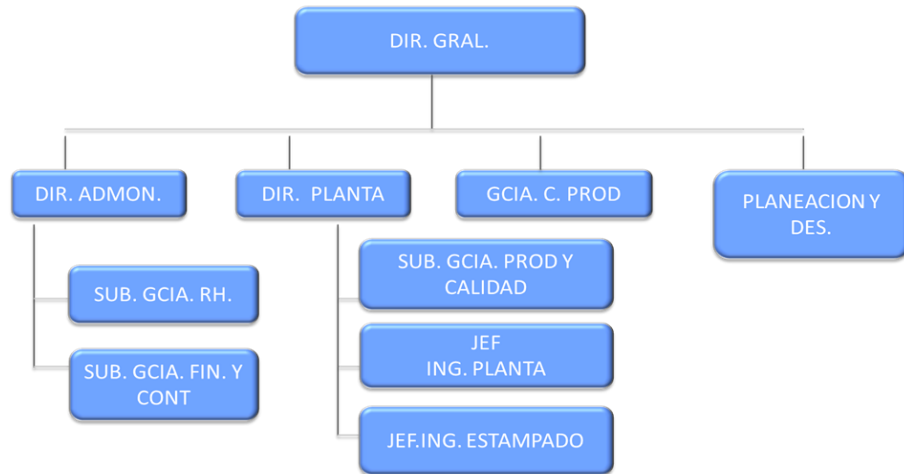 DIR. GRAL.
DIR. ADMON.
DIR. PLANTA
GCIA. C. PROD
PLANEACION Y
DES.
SUB. GCIA. RH.
SUB. GCIA. FIN. Y
CONT
SUB. GCIA. PROD Y
CALIDAD
JEF
ING. PLANTA
JEF.ING. ESTAMPADO